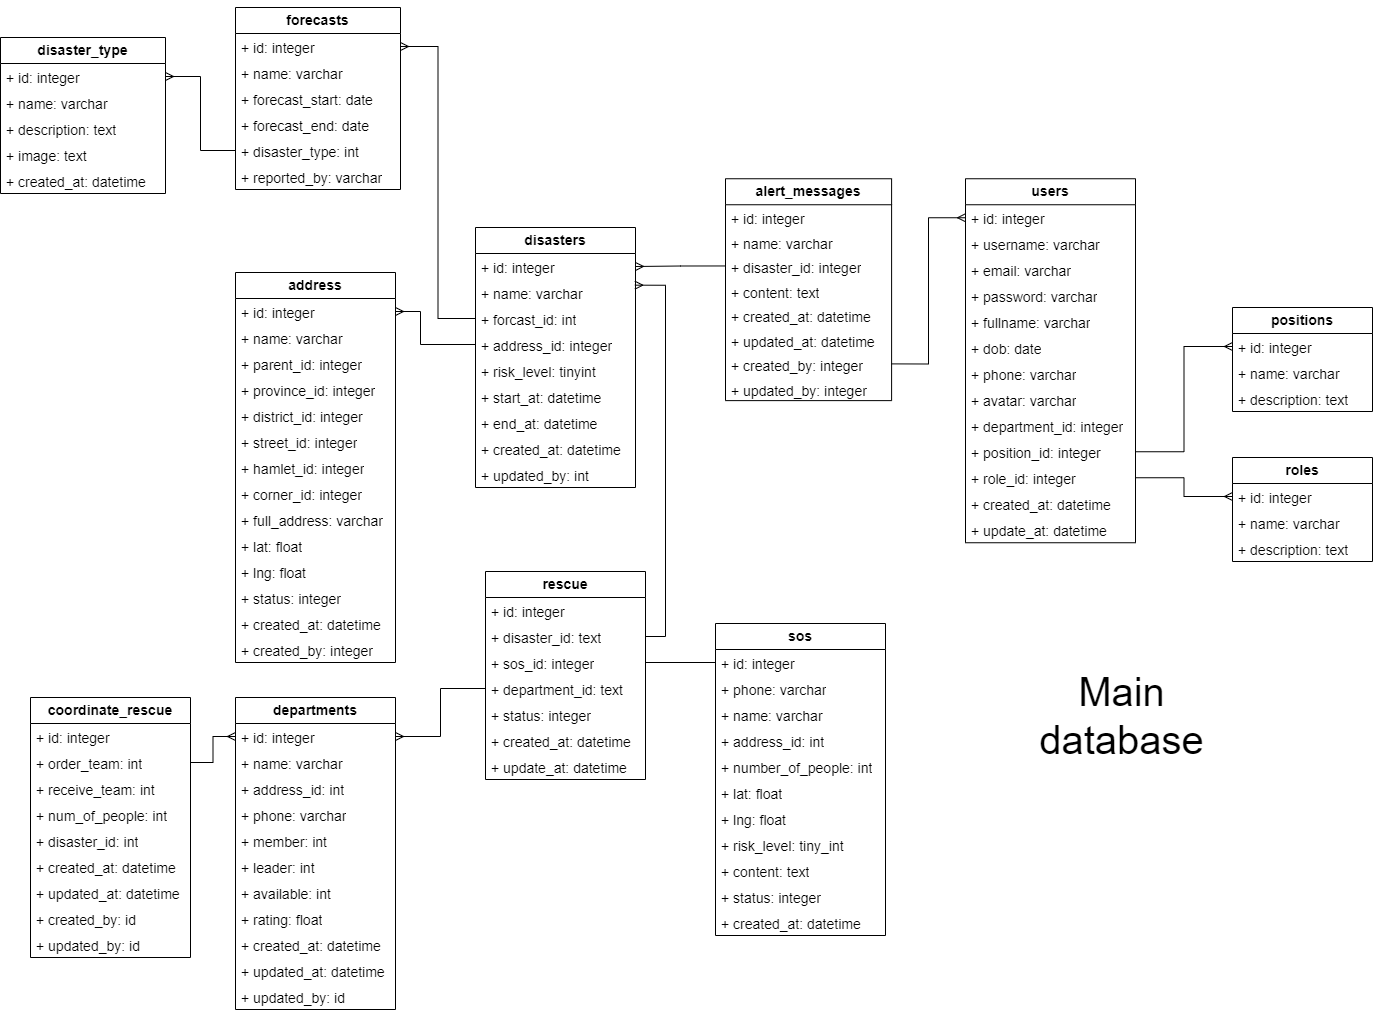 disaster_type
+ id: integer
+ name: varchar
+ description: text
+ image: text
+ created_at: datetime
forecasts
+ id: integer
+ name: varchar
+ forecast_start: date
+ forecast_end: date
+ disaster_type: int
+ reported_by: varchar
disasters
+ id: integer
+ name: varchar
+ forcast_id: int
+ address_id: integer
+ risk_level: tinyint
+ start_at: datetime
+ end_at: datetime
+ created_at: datetime
+ updated_by: int
alert_messages
+ id: integer
+ name: varchar
+ disaster_id: integer
+ content: text
+ created_at: datetime
+ updated_at: datetime
+ created_by: integer
+ updated_by: integer
users
+ id: integer
+ username: varchar
+ email: varchar
+ password: varchar
+ fullname: varchar
+ dob: date
+ phone: varchar
+ avatar: varchar
+ department_id: integer
+ position_id: integer
+ role_id: integer
+ created_at: datetime
+ update_at: datetime
positions
+ id: integer
+ name: varchar
+ description: text
roles
+ id: integer
+ name: varchar
+ description: text
address
+ id: integer
+ name: varchar
+ parent_id: integer
+ province_id: integer
+ district_id: integer
+ street_id: integer
+ hamlet_id: integer
+ corner_id: integer
+ full_address: varchar
+ lat: float
+ lng: float
+ status: integer
+ created_at: datetime
+ created_by: integer
rescue
+ id: integer
+ disaster_id: text
+ sos_id: integer
+ department_id: text
+ status: integer
+ created_at: datetime
+ update_at: datetime
sos
+ id: integer
+ phone: varchar
+ name: varchar
+ address_id: int
+ number_of_people: int
+ lat: float
+ lng: float
+ risk_level: tiny_int
+ content: text
+ status: integer
+ created_at: datetime
coordinate_rescue
+ id: integer
+ order_team: int
+ receive_team: int
+ num_of_people: int
+ disaster_id: int
+ created_at: datetime
+ updated_at: datetime
+ created_by: id
+ updated_by: id
departments
+ id: integer
+ name: varchar
+ address_id: int
+ phone: varchar
+ member: int
+ leader: int
+ available: int
+ rating: float
+ created_at: datetime
+ updated_at: datetime
+ updated_by: id
Main
database